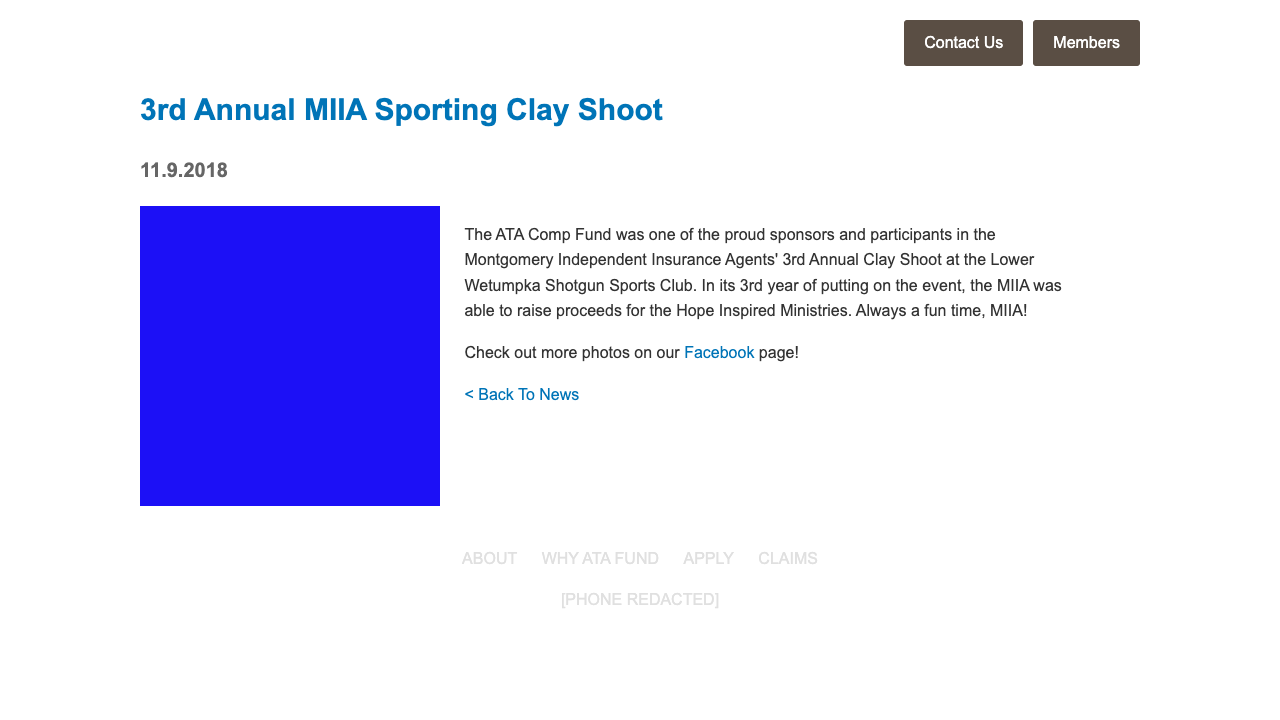 Contact Us Members
3rd Annual MIIA Sporting Clay Shoot
11.9.2018
The ATA Comp Fund was one of the proud sponsors and participants in the
Montgomery Independent Insurance Agents' 3rd Annual Clay Shoot at the Lower
Wetumpka Shotgun Sports Club. In its 3rd year of putting on the event, the MIIA was
able to raise proceeds for the Hope Inspired Ministries. Always a fun time, MIIA!
Check out more photos on our Facebook page!
< Back To News
ABOUT WHY ATA FUND APPLY CLAIMS
[PHONE REDACTED]